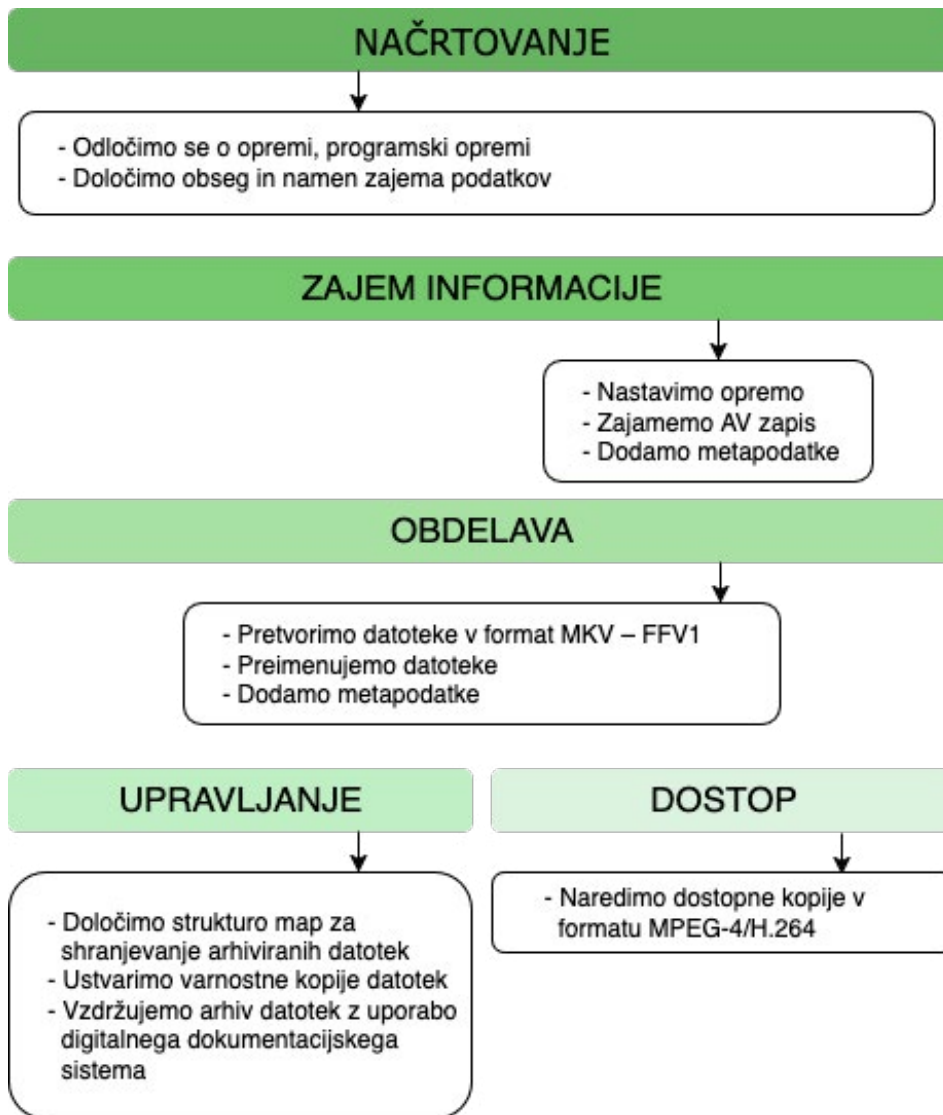 NAČRTOVANJE
- Odločimo se o opremi, programski opremi
- Določimo obseg in namen zajema podatkov
ZAJEM INFORMACIJE
- Nastavimo opremo
- Zajamemo AV zapis
- Dodamo metapodatke
OBDELAVA
- Pretvorimo datoteke v format MKV – FFV1
- Preimenujemo datoteke
- Dodamo metapodatke
UPRAVLJANJE
- Določimo strukturo map za
shranjevanje arhiviranih datotek
- Ustvarimo varnostne kopije datotek
- Vzdržujemo arhiv datotek z uporabo
digitalnega dokumentacijskega
sistema
DOSTOP
- Naredimo dostopne kopije v
formatu MPEG-4/H.264